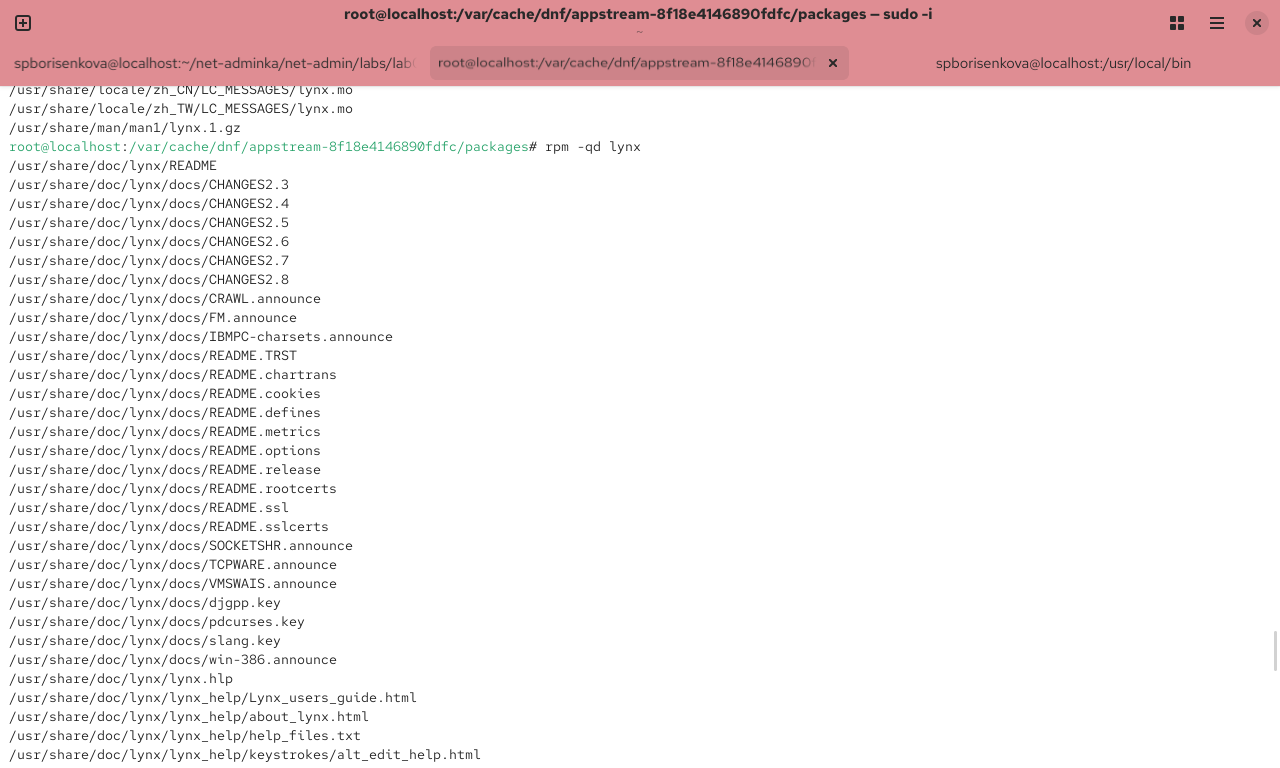 root@localhost:/var/cache/dnf/appstream-8f18e4146890fdfc/packages — sudo -i
~
spborisenkova@localhost:~/net-adminka/net-admin/labs/lab
root@localhost:/var/cache/dnf/appstream-8f18e4146890f
spborisenkova@localhost:/usr/local/bin
/usr/share/locale/zh_CN/LC_MESSAGES/lynx.mo
/usr/share/locale/zh_TW/LC_MESSAGES/lynx.mo
/usr/share/man/man1/lynx.1.gz
root@localhost:/var/cache/dnf/appstream-8f18e4146890fdfc/packages# rpm -qd lynx
/usr/share/doc/lynx/README
/usr/share/doc/lynx/docs/CHANGES2.3
/usr/share/doc/lynx/docs/CHANGES2.4
/usr/share/doc/lynx/docs/CHANGES2.5
/usr/share/doc/lynx/docs/CHANGES2.6
/usr/share/doc/lynx/docs/CHANGES2.7
/usr/share/doc/lynx/docs/CHANGES2.8
/usr/share/doc/lynx/docs/CRAWL.announce
/usr/share/doc/lynx/docs/FM.announce
/usr/share/doc/lynx/docs/IBMPC-charsets.announce
/usr/share/doc/lynx/docs/README.TRST
/usr/share/doc/lynx/docs/README.chartrans
/usr/share/doc/lynx/docs/README.cookies
/usr/share/doc/lynx/docs/README.defines
/usr/share/doc/lynx/docs/README.metrics
/usr/share/doc/lynx/docs/README.options
/usr/share/doc/lynx/docs/README.release
/usr/share/doc/lynx/docs/README.rootcerts
/usr/share/doc/lynx/docs/README.ssl
/usr/share/doc/lynx/docs/README.sslcerts
/usr/share/doc/lynx/docs/SOCKETSHR.announce
/usr/share/doc/lynx/docs/TCPWARE.announce
/usr/share/doc/lynx/docs/VMSWAIS.announce
/usr/share/doc/lynx/docs/djgpp.key
/usr/share/doc/lynx/docs/pdcurses.key
/usr/share/doc/lynx/docs/slang.key
/usr/share/doc/lynx/docs/win-386.announce
/usr/share/doc/lynx/lynx.hlp
/usr/share/doc/lynx/lynx_help/Lynx_users_guide.html
/usr/share/doc/lynx/lynx_help/about_lynx.html
/usr/share/doc/lynx/lynx_help/help_files.txt
/usr/share/doc/lynx/lynx_help/keystrokes/alt_edit_help.html